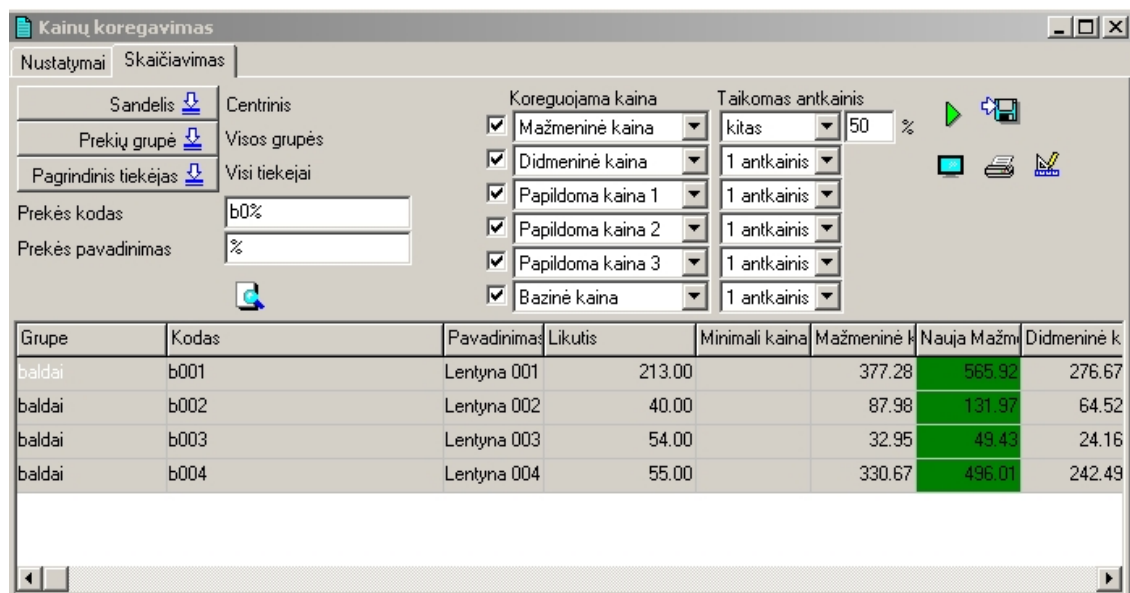 Kainų koregavimas
Nustatymai Skaičiavimas
Sandelis Centrinis
Prekių grupė Visos grupės
Pagrindinis tiekėjas Visi tiekejai
Prekės kodas b0%
Prekės pavadinimas %
Koreguojama kaina Taikomas antkainis
Mažmeninė kaina kitas 50 %
Didmeninė kaina 1 antkainis
Papildoma kaina 1 1 antkainis
Papildoma kaina 2 1 antkainis
Papildoma kaina 3 1 antkainis
Bazinė kaina 1 antkainis
Grupe Kodas Pavadinimas Likutis Minimali kaina Mažmeninė k Nauja Mažm Didmeninė k
baldai b001 Lentyna 001 213.00 377.28 565.92 276.67
baldai b002 Lentyna 002 40.00 87.98 131.97 64.52
baldai b003 Lentyna 003 54.00 32.95 49.43 24.16
baldai b004 Lentyna 004 55.00 330.67 496.01 242.49